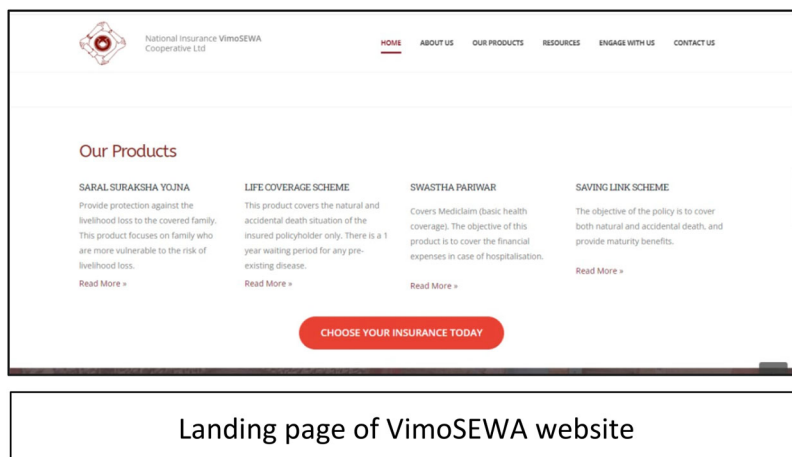 National Insurance VimoSEWA
Cooperative Ltd
HOME ABOUT US OUR PRODUCTS RESOURCES ENGAGE WITH US CONTACT US
Our Products
SARAL SURAKSHA YOJNA
Provide protection against the
livelihood loss to the covered family.
This product focuses on family who
are more vulnerable to the risk of
livelihood loss.
Read More »
LIFE COVERAGE SCHEME
This product covers the natural and
accidental death situation of the
insured policyholder only. There is a 1
year waiting period for any pre-
existing disease.
Read More »
SWASTHA PARIWAR
Covers Mediclaim (basic health
coverage). The objective of this
product is to cover the financial
expenses in case of hospitalisation.
Read More »
SAVING LINK SCHEME
The objective of the policy is to cover
both natural and accidental death, and
provide maturity benefits.
Read More »
CHOOSE YOUR INSURANCE TODAY
Landing page of VimoSEWA website